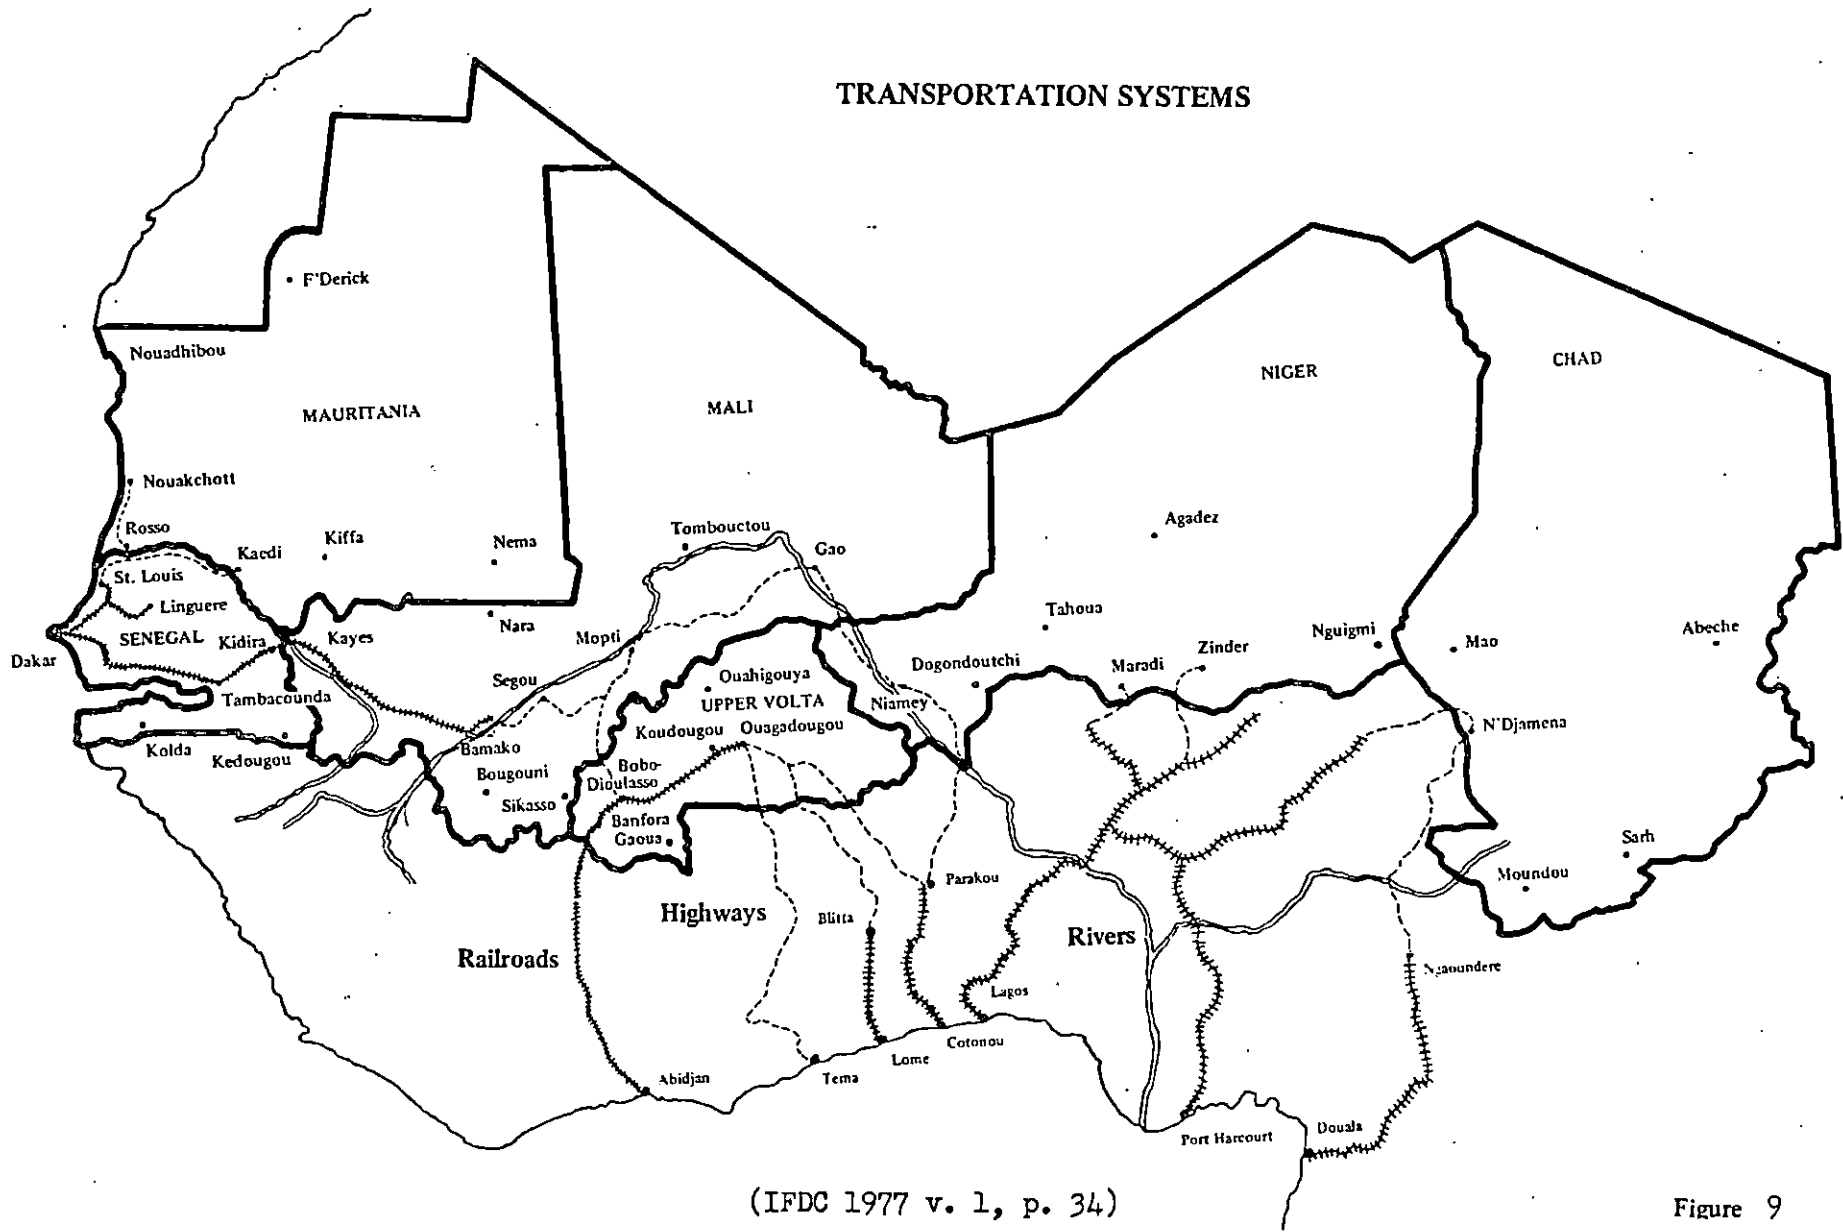 TRANSPORTATION SYSTEMS
F'Derick
Nouadhibou
MAURITANIA
MALI
NIGER
CHAD
Nouakchott
Rosso
Kaedi
Kiffa
Nema
Tombouctou
Gao
Agadez
St. Louis
Linguere
SENEGAL
Kidira
Kayes
Nara
Mopti
Tahoua
Nguigmi
Mao
Abeche
Dakar
Tambacounda
Segou
Ouahigouya
UPPER VOLTA
Niamey
Dogondoutchi
Maradi
Zinder
Kolda
Kedougou
Bamako
Koudougou
Ouagadougou
N'Djamena
Bougouni
Sikasso
Bobo-
Dioulasso
Banfora
Gaoua
Sarh
Moundou
Parakou
Highways
Blitta
Rivers
Railroads
Ngaoundere
Lagos
Cotonou
Lome
Tema
Abidjan
Port Harcourt
Douala
(IFDC 1977 v. 1, p. 34)
Figure 9